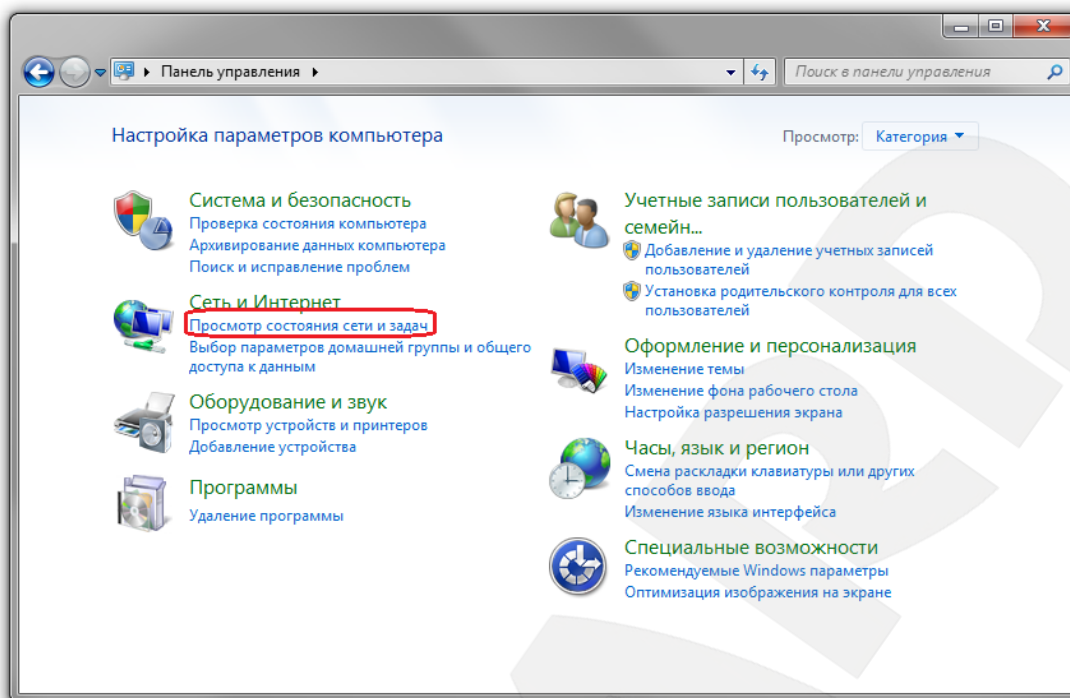 Панель управления
Поиск в панели управления
Настройка параметров компьютера
Просмотр: Категория
Система и безопасность
Проверка состояния компьютера
Архивирование данных компьютера
Поиск и исправление проблем
Сеть и Интернет
Просмотр состояния сети и задач
Выбор параметров домашней группы и общего
доступа к данным
Оборудование и звук
Просмотр устройств и принтеров
Добавление устройства
Программы
Удаление программы
Учетные записи пользователей и
семейн...
Добавление и удаление учетных записей
пользователей
Установка родительского контроля для всех
пользователей
Оформление и персонализация
Изменение темы
Изменение фона рабочего стола
Настройка разрешения экрана
Часы, язык и регион
Смена раскладки клавиатуры или других
способов ввода
Изменение языка интерфейса
Специальные возможности
Рекомендуемые Windows параметры
Оптимизация изображения на экране